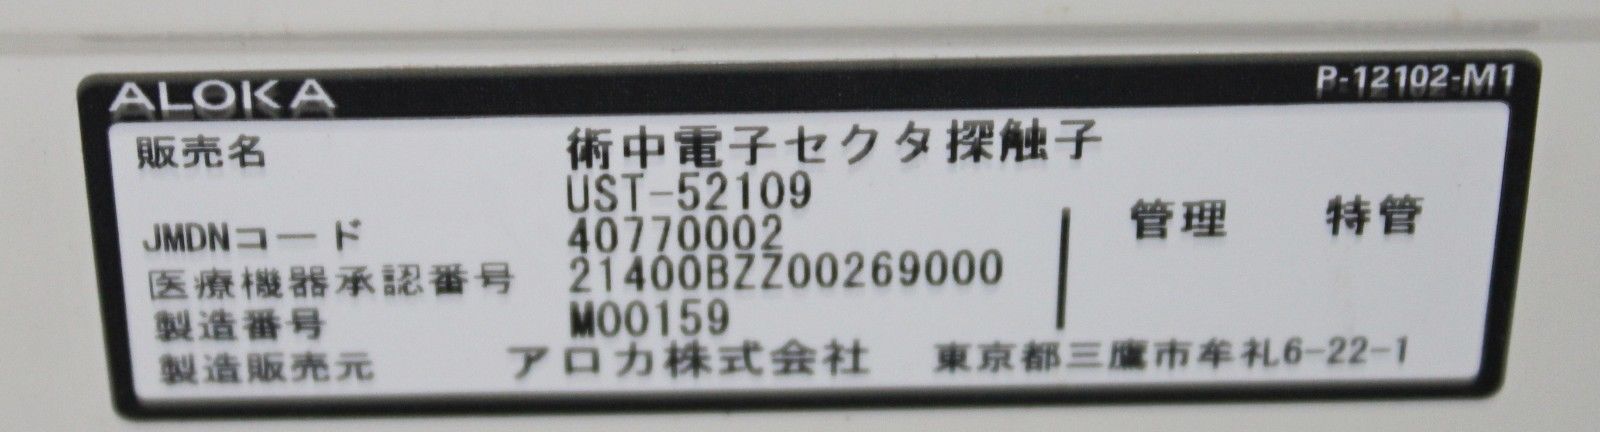 ALOKA P-12102-M1
販売名 術中電子セクタ探触子
UST-52109
JMDNコード 40770002 管理 特管
医療機器承認番号 21400BZZ00269000
製造番号 M00159
製造販売元 アロカ株式会社 東京都三鷹市牟礼6-22-1